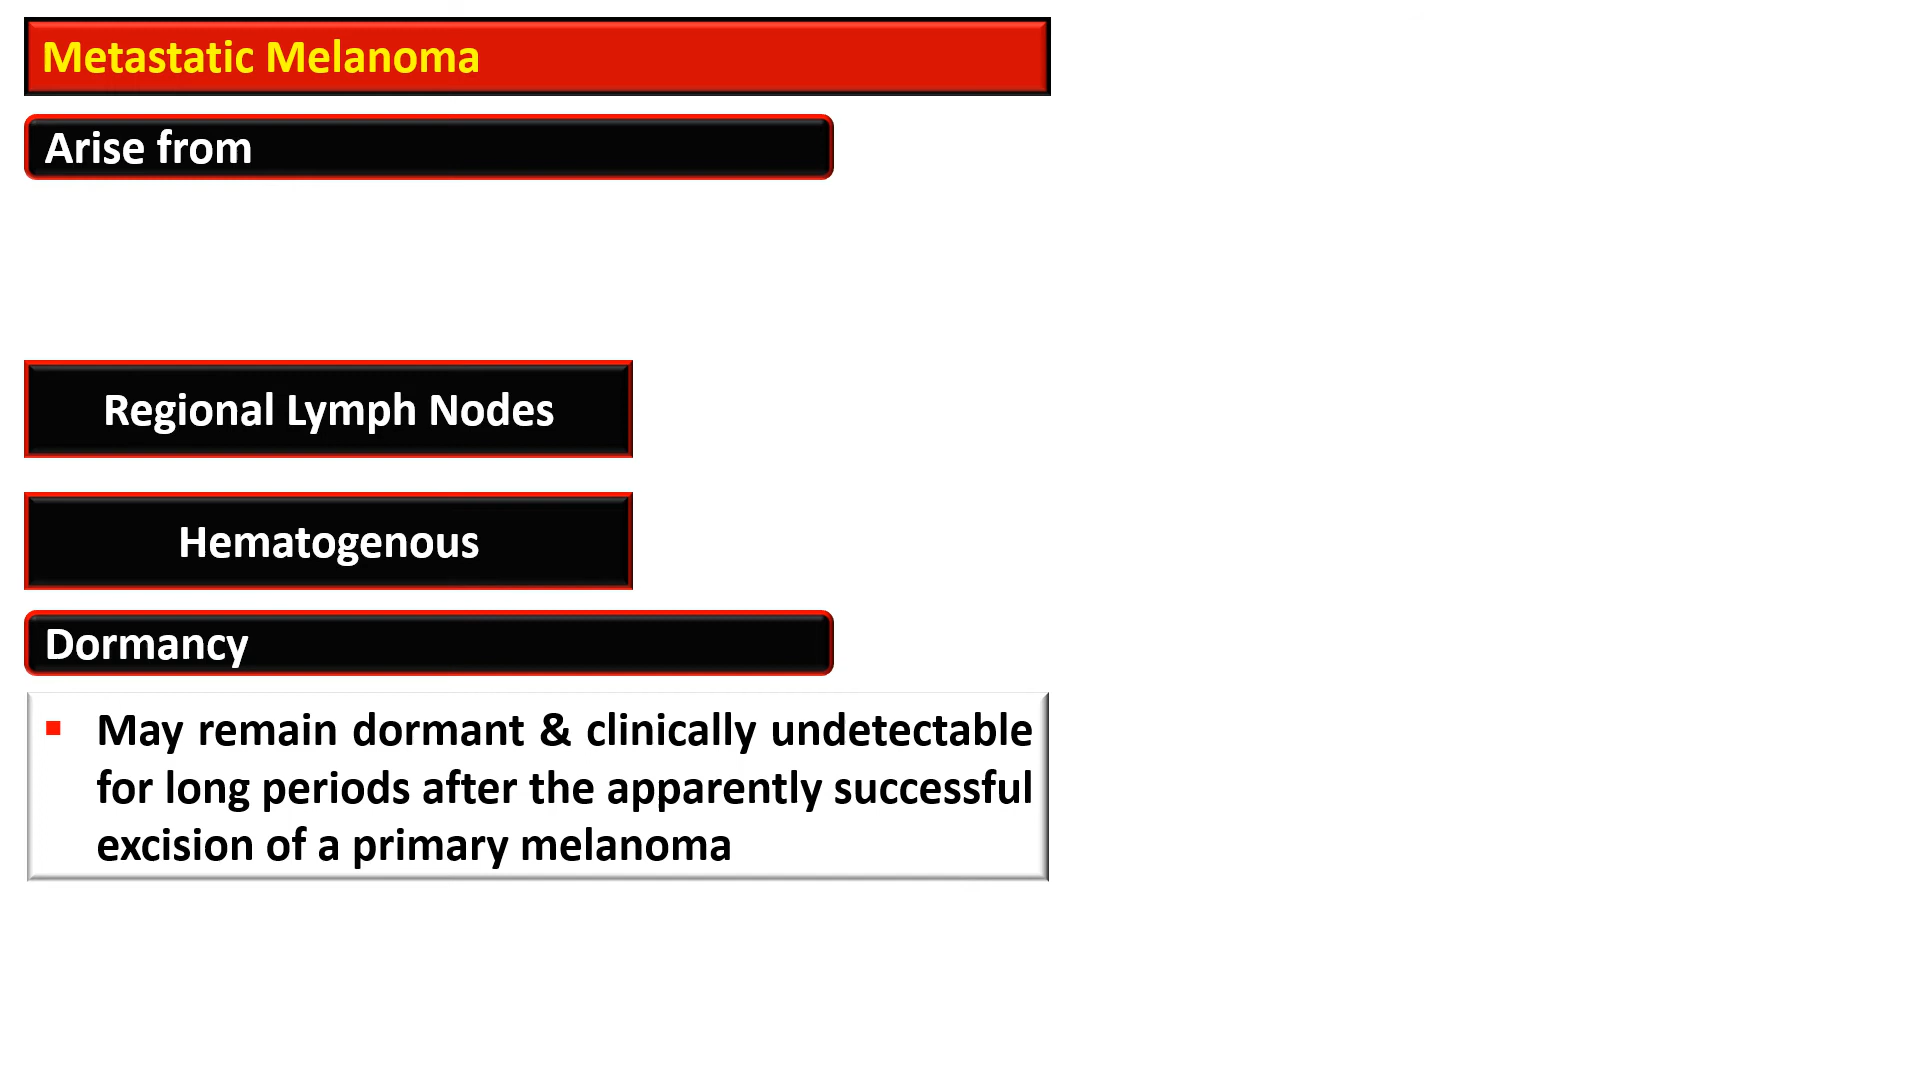 Metastatic Melanoma
Arise from
Regional Lymph Nodes
Hematogenous
Dormancy
▪ May remain dormant & clinically undetectable
for long periods after the apparently successful
excision of a primary melanoma